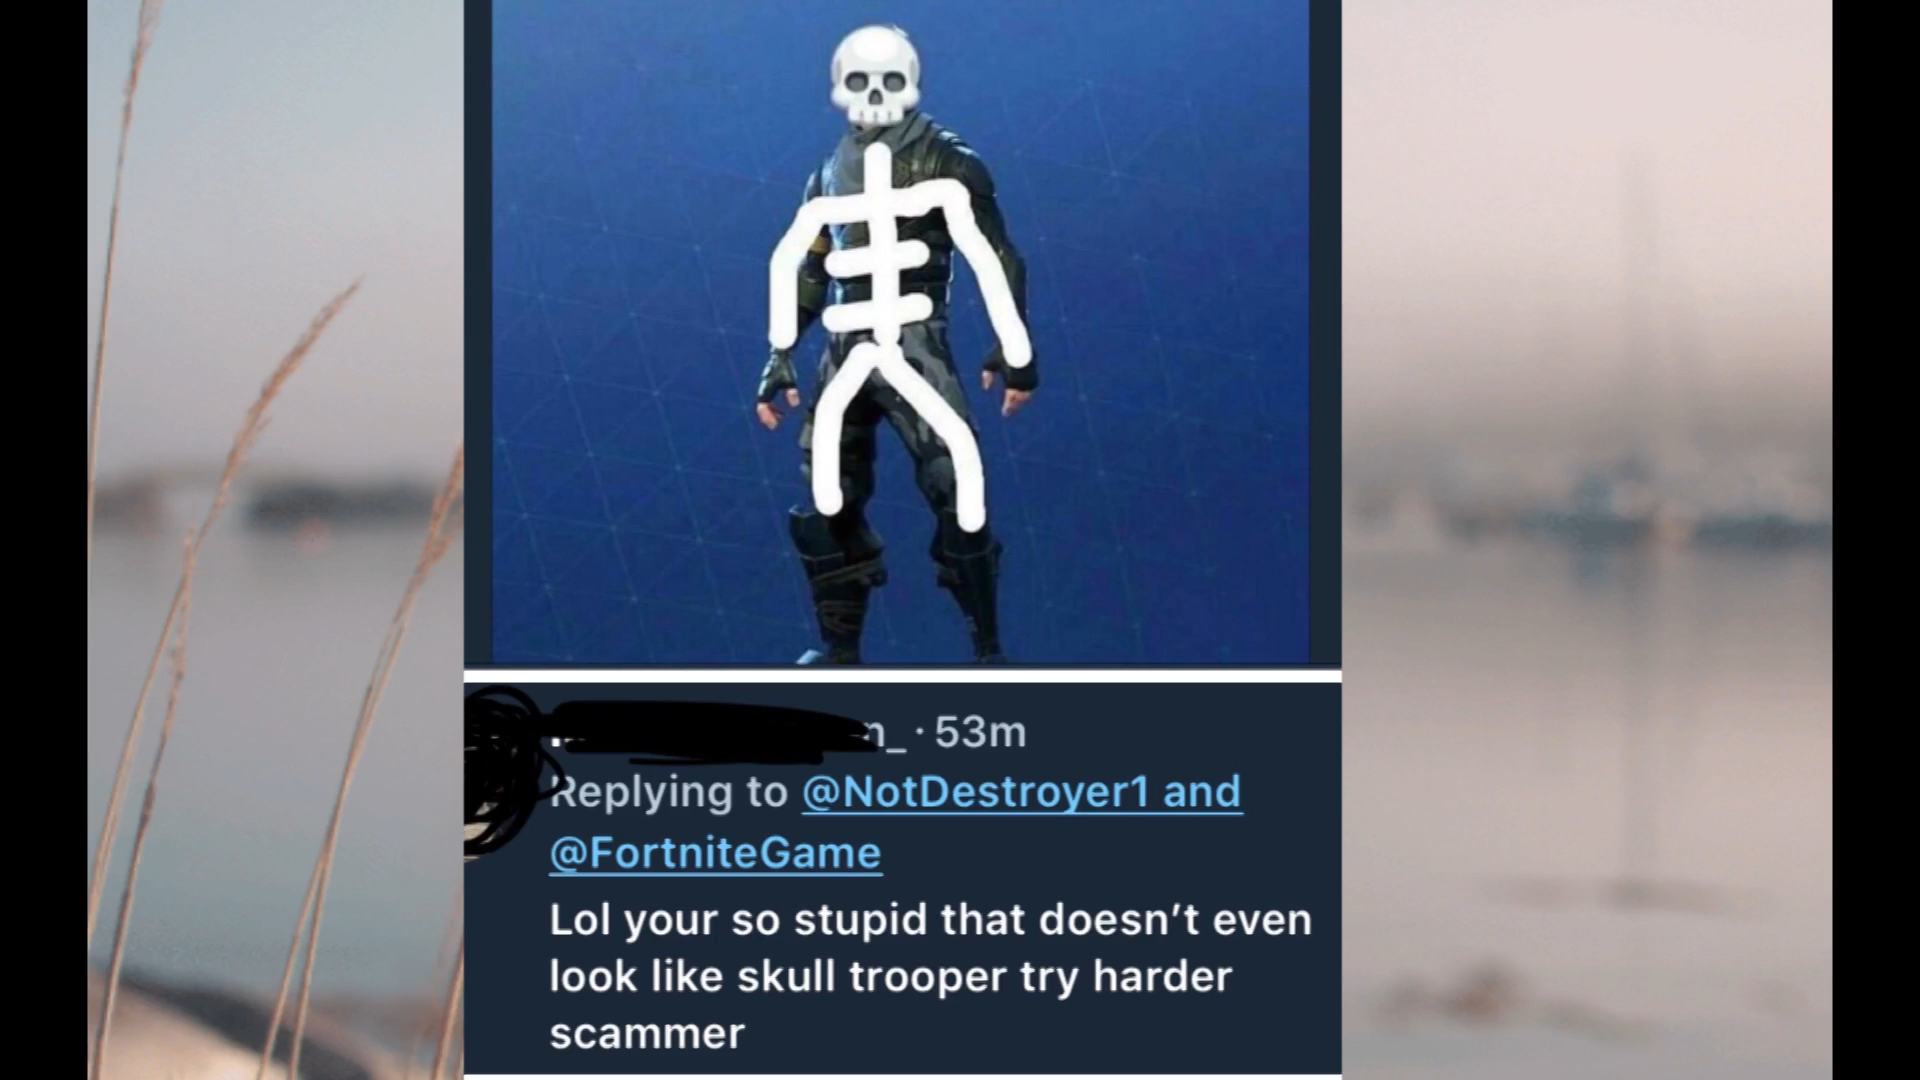 n_ · 53m
Replying to @NotDestroyer1 and
@FortniteGame
Lol your so stupid that doesn’t even
look like skull trooper try harder
scammer